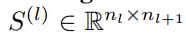 S^{(l)} ∈ ℝ^{n_l × n_{l+1}}